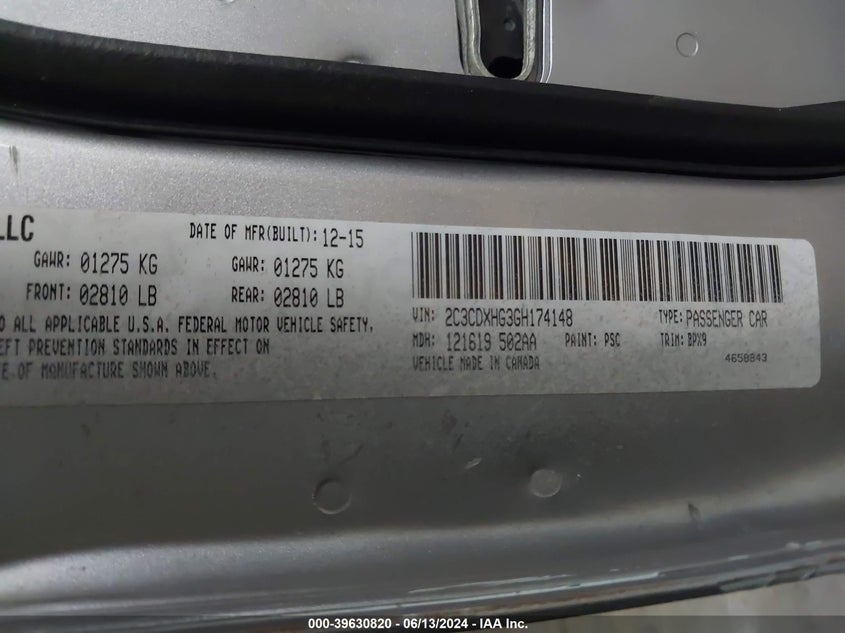 LLC
DATE OF MFR(BUILT): 12-15
GAWR: 01275 KG GAWR: 01275 KG
FRONT: 02810 LB REAR: 02810 LB
O ALL APPLICABLE U.S.A. FEDERAL MOTOR VEHICLE SAFETY,
EFT PREVENTION STANDARDS IN EFFECT ON
TE OF MANUFACTURE SHOWN ABOVE.
VIN: 2C3CDXHG3GH174148 TYPE: PASSENGER CAR
MDH: 121619 502AA PAINT: PSC TRIM: BPX9
VEHICLE MADE IN CANADA 4658843
000-39630820 - 06/13/2024 - IAA Inc.